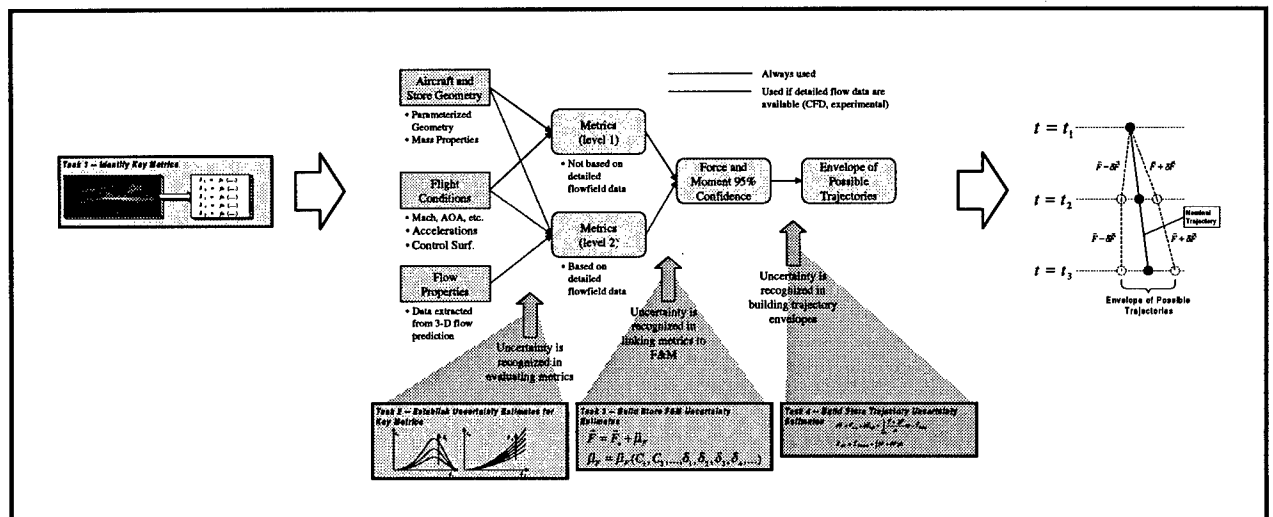 Task 1 – Identify Key Metrics
Aircraft and
Store Geometry
• Parameterized
Geometry
• Mass Properties
Flight
Conditions
• Mach, AOA, etc.
• Accelerations
• Control Surf.
Flow
Properties
• Data extracted
from 3-D flow
prediction
Metrics
(level 1)
• Not based on
detailed
flowfield data
Metrics
(level 2)
• Based on
detailed
flowfield data
Always used
Used if detailed flow data are
available (CFD, experimental)
Force and
Moment 95%
Confidence
Envelope of
Possible
Trajectories
Uncertainty is
recognized in
evaluating metrics
Uncertainty is
recognized in
linking metrics to
F&M
Uncertainty is
recognized in
building trajectory
envelopes
Task 2 – Establish Uncertainty Estimates for
Key Metrics
Task 3 – Build Store F&M Uncertainty
Estimates
Task 4 – Build Store Trajectory Uncertainty
Estimates
t = t₁
F̄−δF̄
F̄+δF̄
t = t₂
Nominal
Trajectory
F̄−δF̄
F̄+δF̄
t = t₃
Envelope of Possible
Trajectories